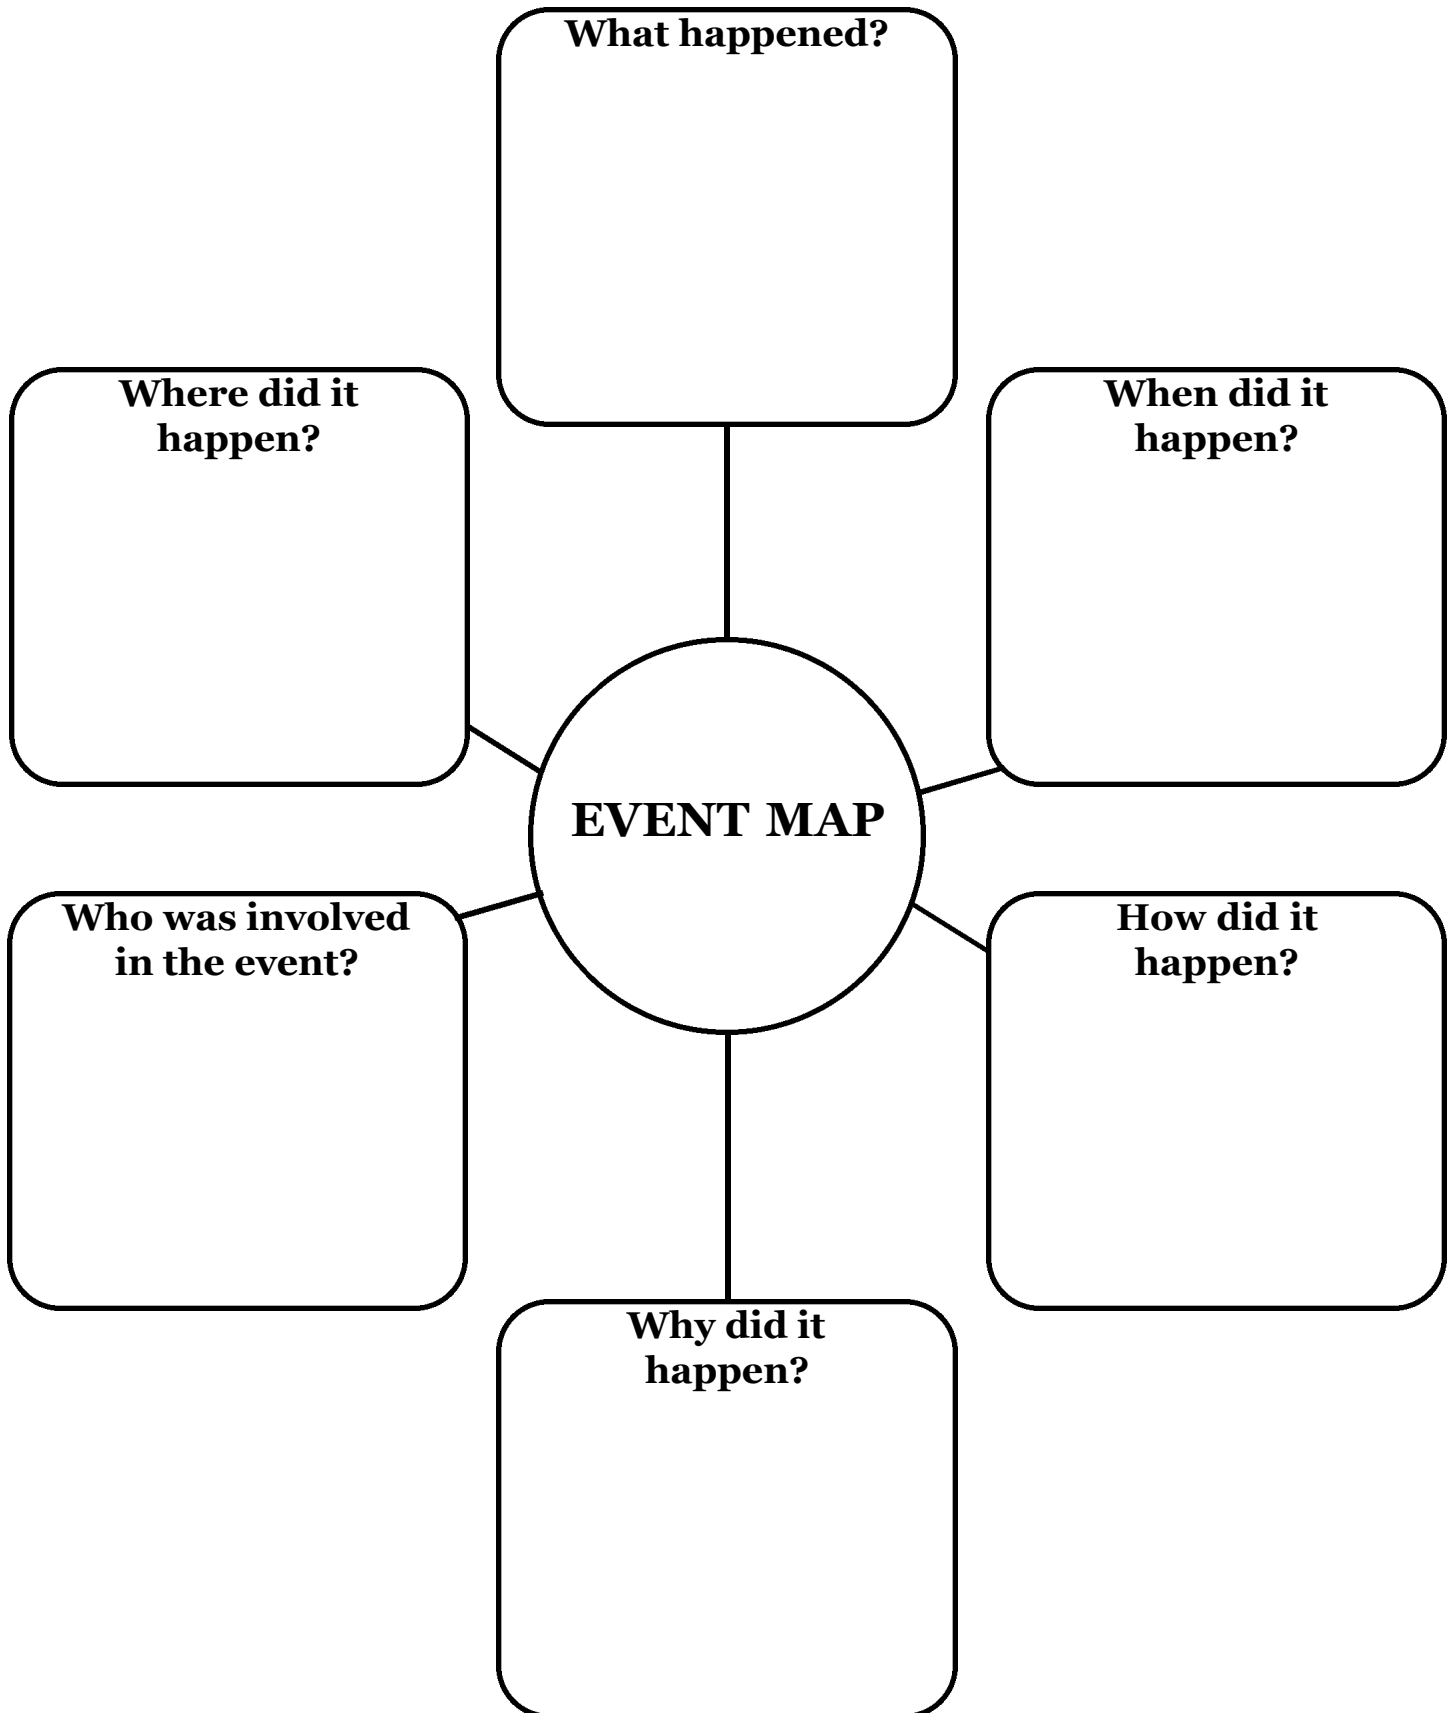 What happened?
Where did it
happen?
When did it
happen?
EVENT MAP
Who was involved
in the event?
How did it
happen?
Why did it
happen?